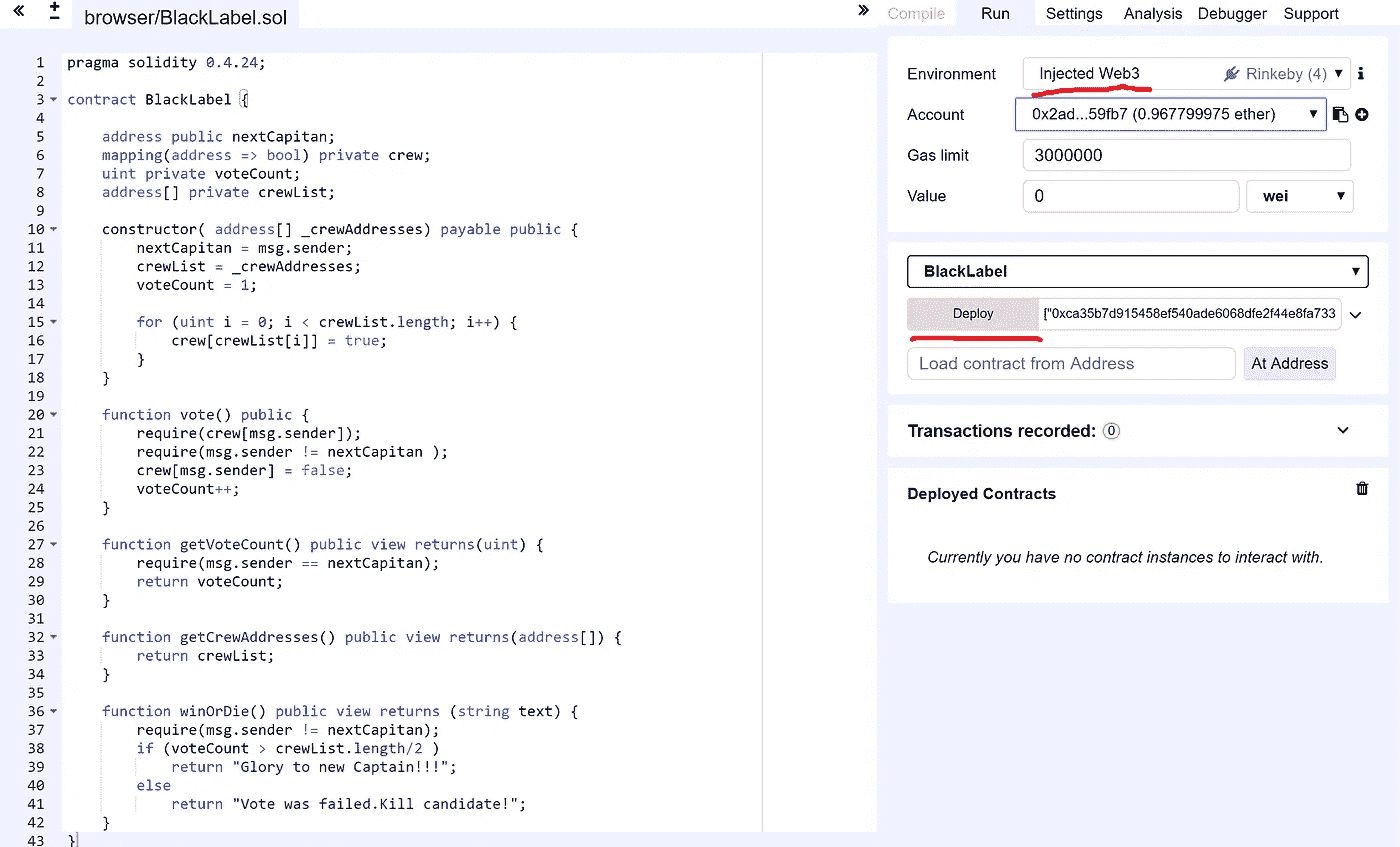 browser/BlackLabel.sol
Compile Run Settings Analysis Debugger Support
1 pragma solidity 0.4.24;
2
3 contract BlackLabel {
4
5 address public nextCapitan;
6 mapping(address => bool) private crew;
7 uint private voteCount;
8 address[] private crewList;
9
10 constructor( address[] _crewAddresses) payable public {
11 nextCapitan = msg.sender;
12 crewList = _crewAddresses;
13 voteCount = 1;
14
15 for (uint i = 0; i < crewList.length; i++) {
16 crew[crewList[i]] = true;
17 }
18 }
19
20 function vote() public {
21 require(crew[msg.sender]);
22 require(msg.sender != nextCapitan );
23 crew[msg.sender] = false;
24 voteCount++;
25 }
26
27 function getVoteCount() public view returns(uint) {
28 require(msg.sender == nextCapitan);
29 return voteCount;
30 }
31
32 function getCrewAddresses() public view returns(address[]) {
33 return crewList;
34 }
35
36 function winOrDie() public view returns (string text) {
37 require(msg.sender != nextCapitan);
38 if (voteCount > crewList.length/2 )
39 return "Glory to new Captain!!!";
40 else
41 return "Vote was failed.Kill candidate!";
42 }
43 }
Environment Injected Web3 Rinkeby (4)
Account 0x2ad...59fb7 (0.967799975 ether)
Gas limit 3000000
Value 0 wei
BlackLabel
Deploy ["0xca35b7d915458ef540ade6068dfe2f44e8fa733
Load contract from Address At Address
Transactions recorded: 0
Deployed Contracts
Currently you have no contract instances to interact with.